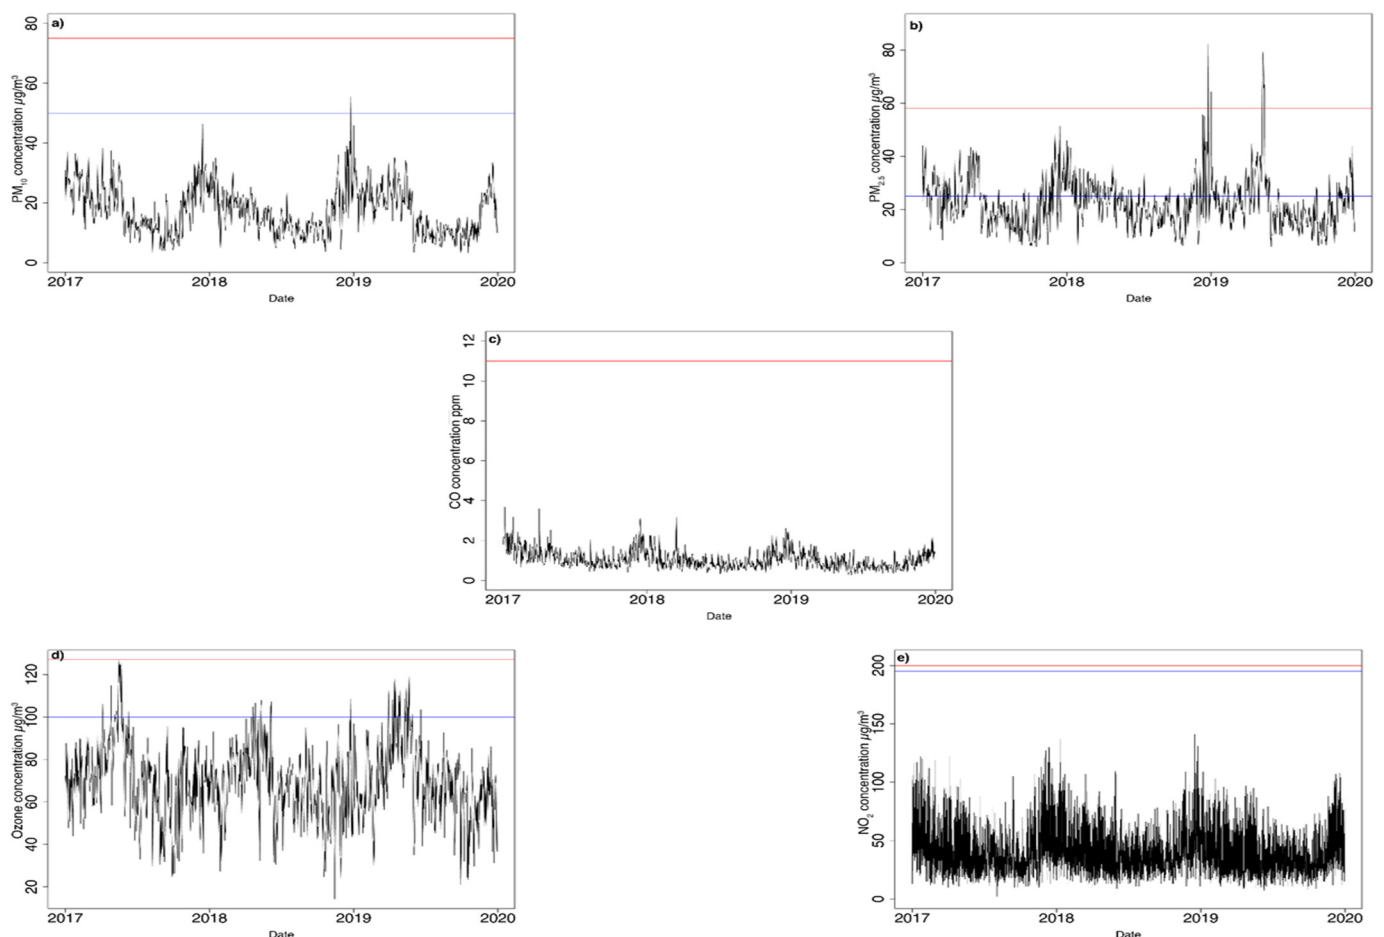 a)
PM10 concentration µg/m3
80
60
40
20
0
2017 2018 2019 2020
Date
b)
PM2.5 concentration µg/m3
80
60
40
20
0
2017 2018 2019 2020
Date
c)
CO concentration ppm
12
10
8
6
4
2
0
2017 2018 2019 2020
Date
d)
Ozone concentration µg/m3
120
100
80
60
40
20
2017 2018 2019 2020
Date
e)
NO2 concentration µg/m3
200
150
100
50
0
2017 2018 2019 2020
Date